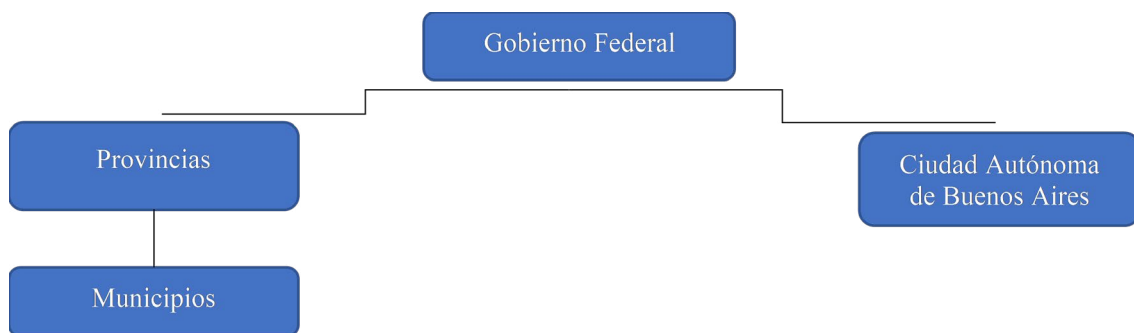 Gobierno Federal
Provincias
Ciudad Autónoma
de Buenos Aires
Municipios